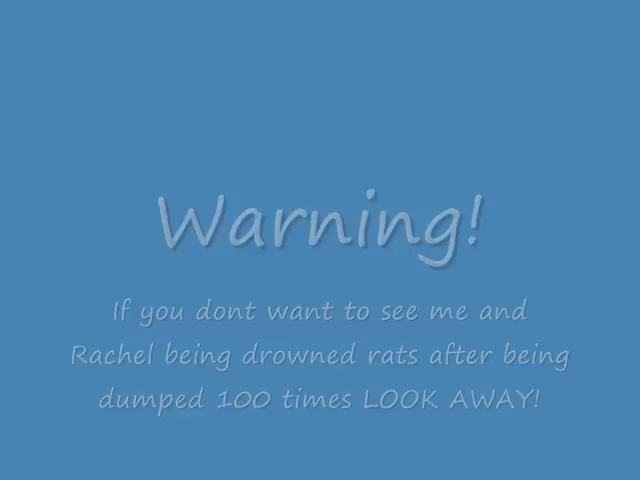 Warning!
If you dont want to see me and
Rachel being drowned rats after being
dumped 100 times LOOK AWAY!